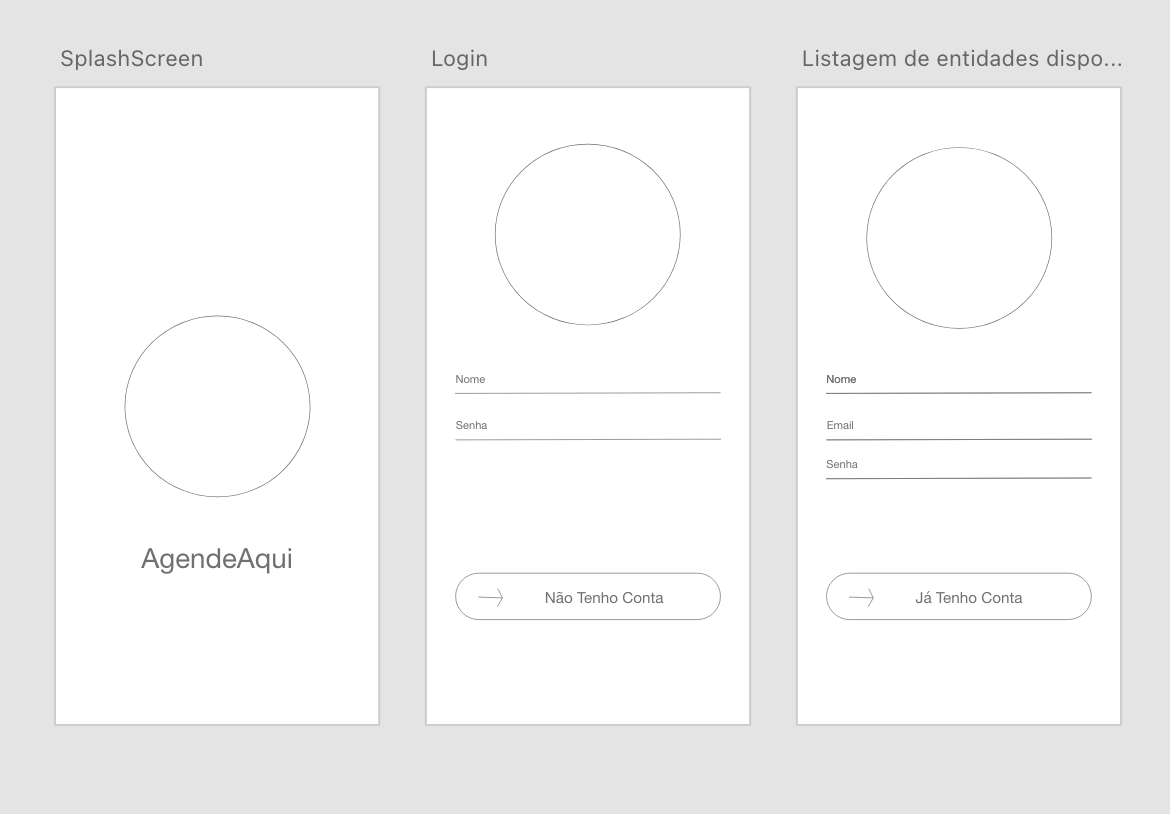 SplashScreen
Login
Listagem de entidades dispo...
AgendeAqui
Nome
Senha
Não Tenho Conta
Nome
Email
Senha
Já Tenho Conta